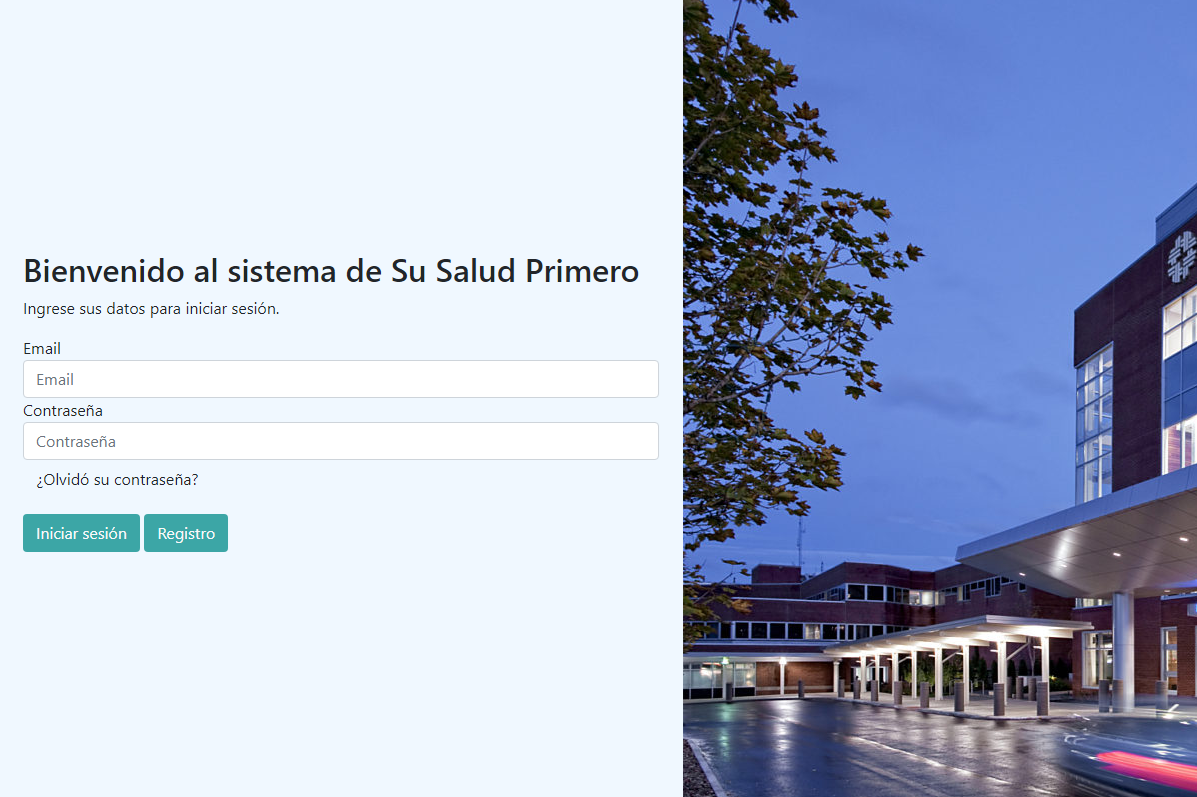 Bienvenido al sistema de Su Salud Primero
Ingrese sus datos para iniciar sesión.
Email
Email
Contraseña
Contraseña
¿Olvidó su contraseña?
Iniciar sesión Registro